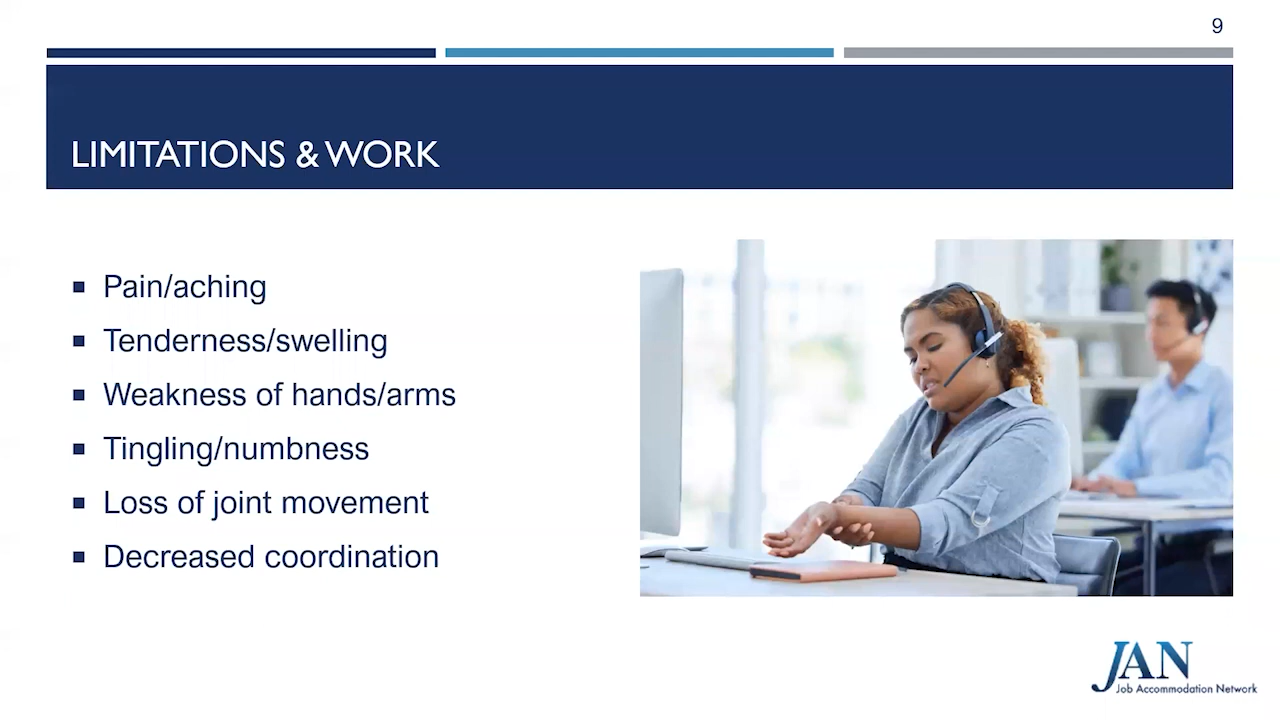 9
LIMITATIONS & WORK
Pain/aching
Tenderness/swelling
Weakness of hands/arms
Tingling/numbness
Loss of joint movement
Decreased coordination
JAN
Job Accommodation Network